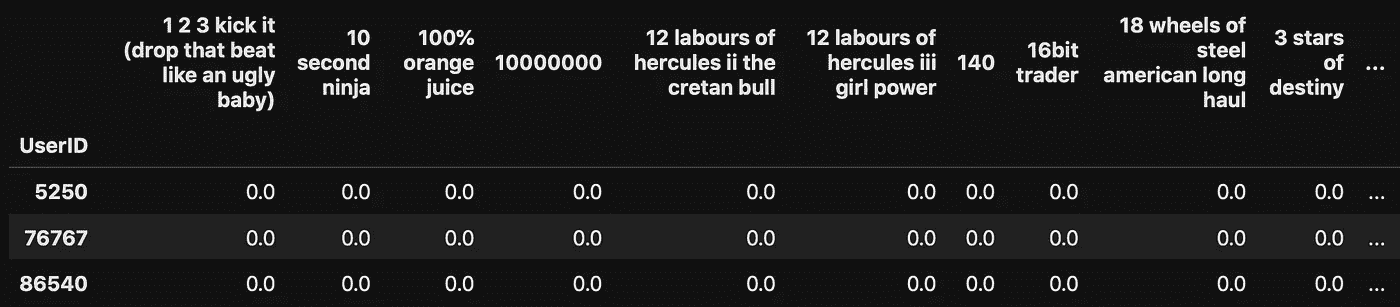 1 2 3 kick it (drop that beat like an ugly baby) 10 second ninja 100% orange juice 10000000 12 labours of hercules ii the cretan bull 12 labours of hercules iii girl power 140 16bit trader 18 wheels of steel american long haul 3 stars of destiny ...
UserID
5250 0.0 0.0 0.0 0.0 0.0 0.0 0.0 0.0 0.0 0.0 ...
76767 0.0 0.0 0.0 0.0 0.0 0.0 0.0 0.0 0.0 0.0 ...
86540 0.0 0.0 0.0 0.0 0.0 0.0 0.0 0.0 0.0 0.0 ...